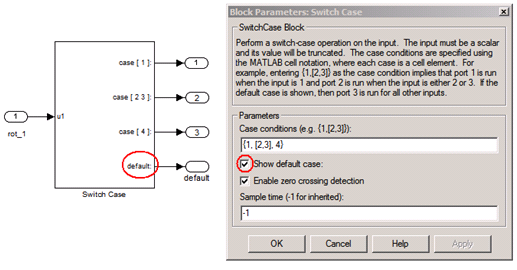 case [ 1 ]:
1
case [ 2 3 ]:
2
1
u1
rot_1
case [ 4 ]:
3
default:
default
Switch Case
Block Parameters: Switch Case
SwitchCase Block
Perform a switch-case operation on the input. The input must be a scalar
and its value will be truncated. The case conditions are specified using
the MATLAB cell notation, where each case is a cell element. For
example, entering {1,[2,3]} as the case condition implies that port 1 is
run when the input is 1 and port 2 is run when the input is either 2 or 3. If the
default case is shown, then port 3 is run for all other inputs.
Parameters
Case conditions (e.g. {1,[2,3]}):
{1, [2,3], 4}
Show default case:
Enable zero crossing detection
Sample time (-1 for inherited):
-1
OK
Cancel
Help
Apply